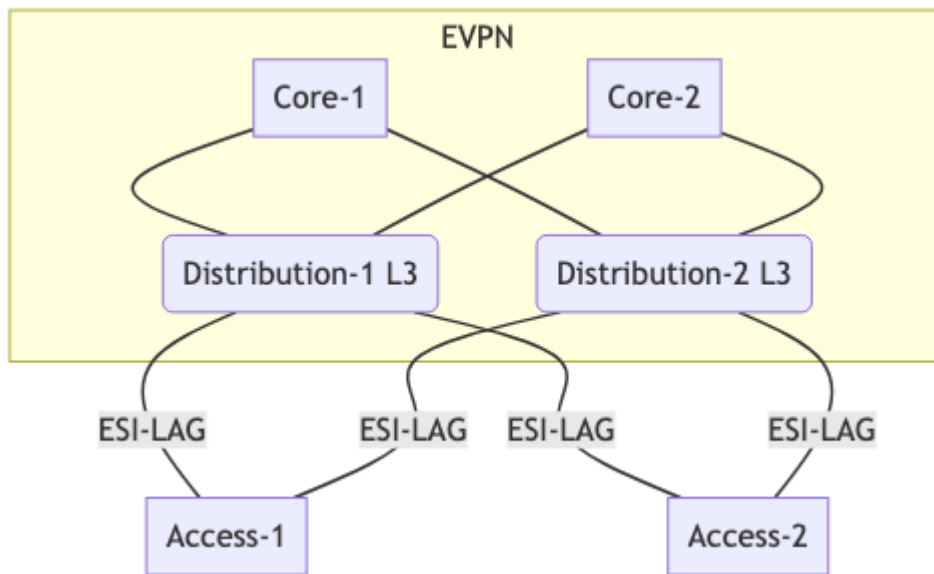 EVPN
Core-1
Core-2
Distribution-1 L3
Distribution-2 L3
ESI-LAG
ESI-LAG
ESI-LAG
ESI-LAG
Access-1
Access-2